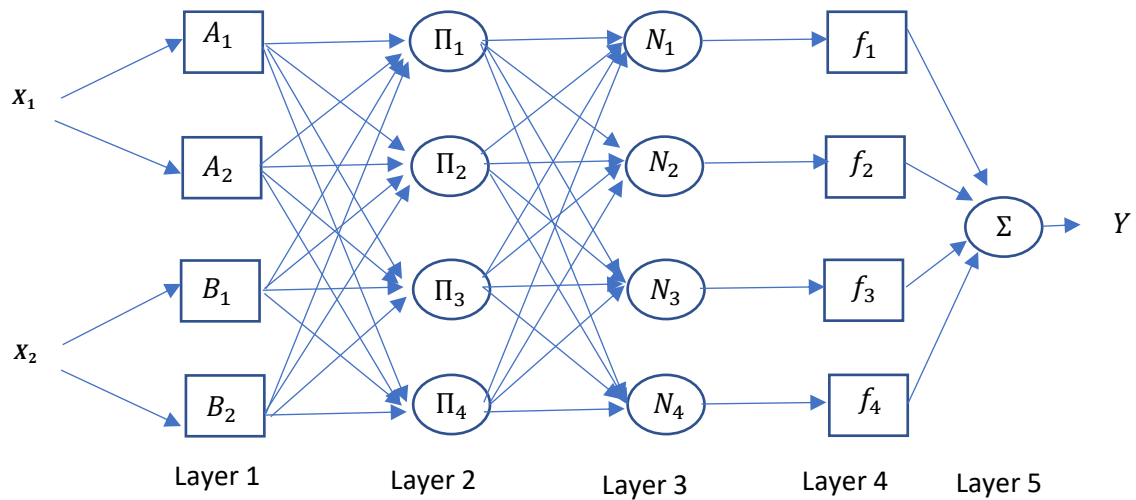 A₁ Π₁ N₁ f₁
X₁
A₂ Π₂ N₂ f₂
Σ Y
B₁ Π₃ N₃ f₃
X₂
B₂ Π₄ N₄ f₄
Layer 1 Layer 2 Layer 3 Layer 4 Layer 5